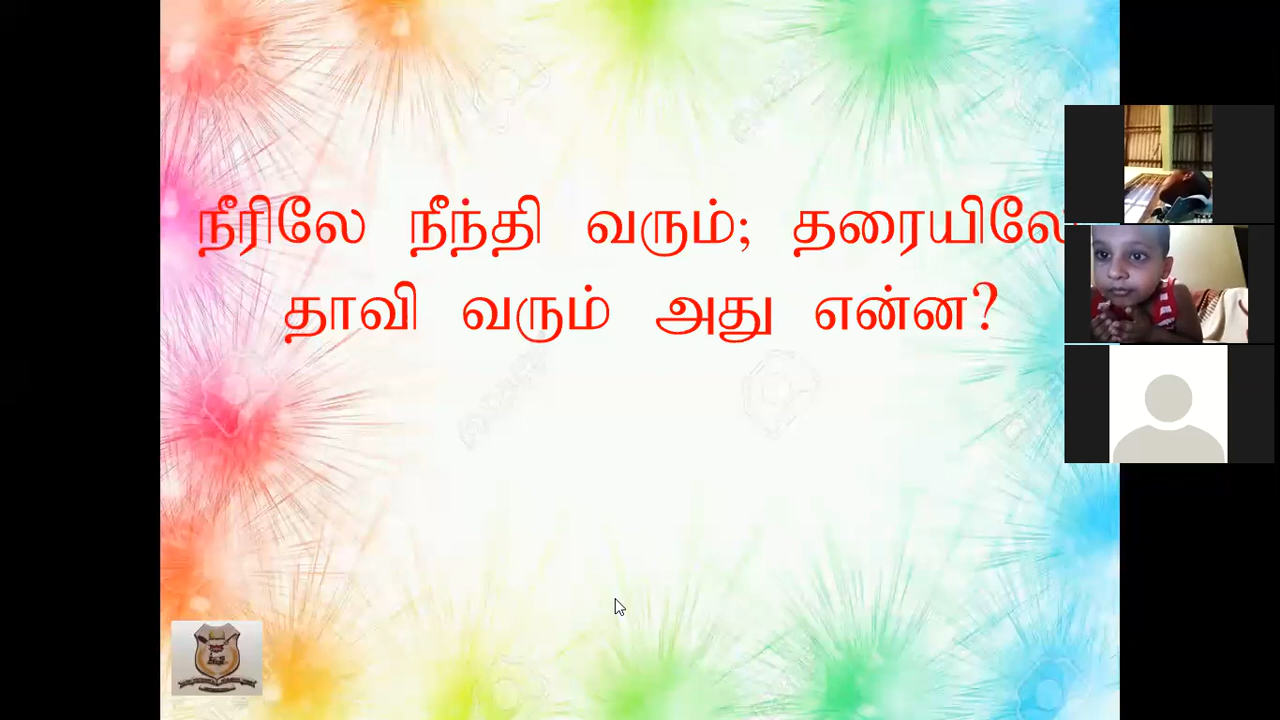 நீரிலே நீந்தி வரும்; தரையிலே
தாவி வரும் அது என்ன?